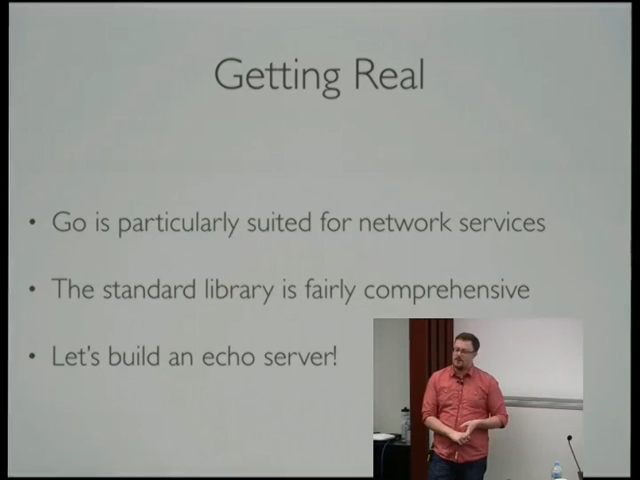 Getting Real
• Go is particularly suited for network services
• The standard library is fairly comprehensive
• Let's build an echo server!